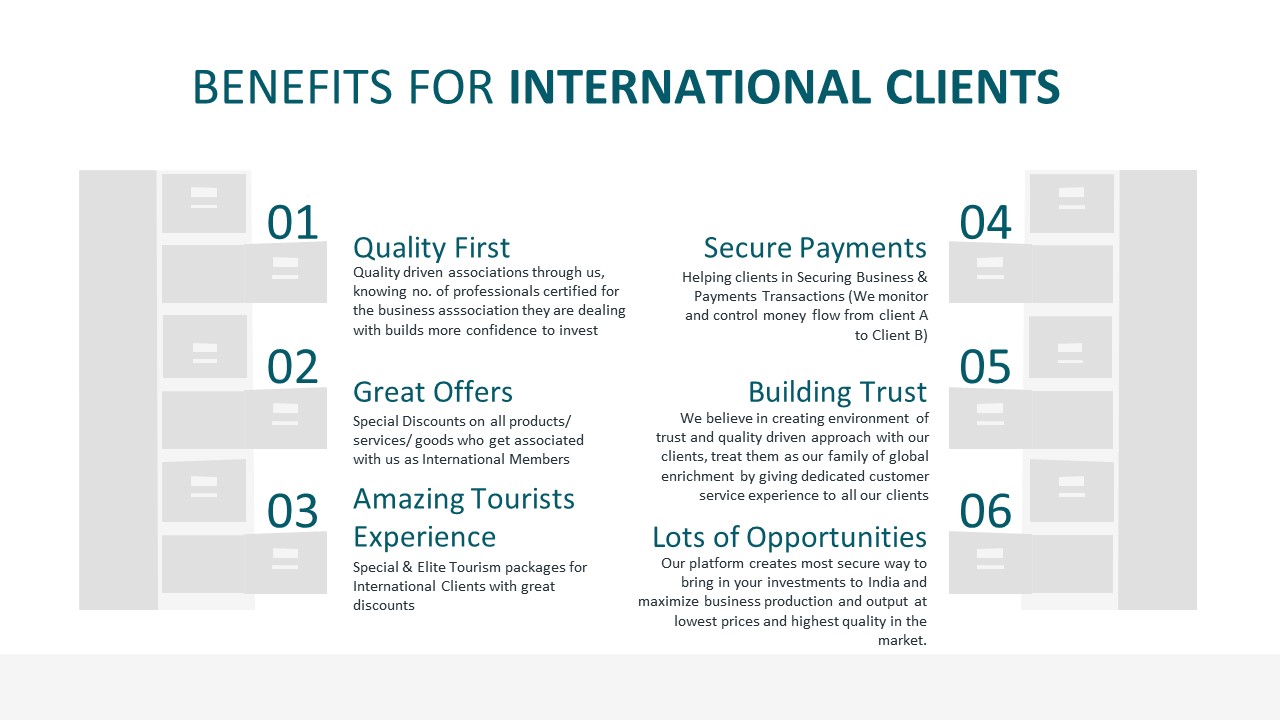 BENEFITS FOR INTERNATIONAL CLIENTS
01
Quality First
Quality driven associations through us,
knowing no. of professionals certified for
the business asssociation they are dealing
with builds more confidence to invest
02
Great Offers
Special Discounts on all products/
services/ goods who get associated
with us as International Members
03
Amazing Tourists
Experience
Special & Elite Tourism packages for
International Clients with great
discounts
04
Secure Payments
Helping clients in Securing Business &
Payments Transactions (We monitor
and control money flow from client A
to Client B)
05
Building Trust
We believe in creating environment of
trust and quality driven approach with our
clients, treat them as our family of global
enrichment by giving dedicated customer
service experience to all our clients
06
Lots of Opportunities
Our platform creates most secure way to
bring in your investments to India and
maximize business production and output at
lowest prices and highest quality in the
market.